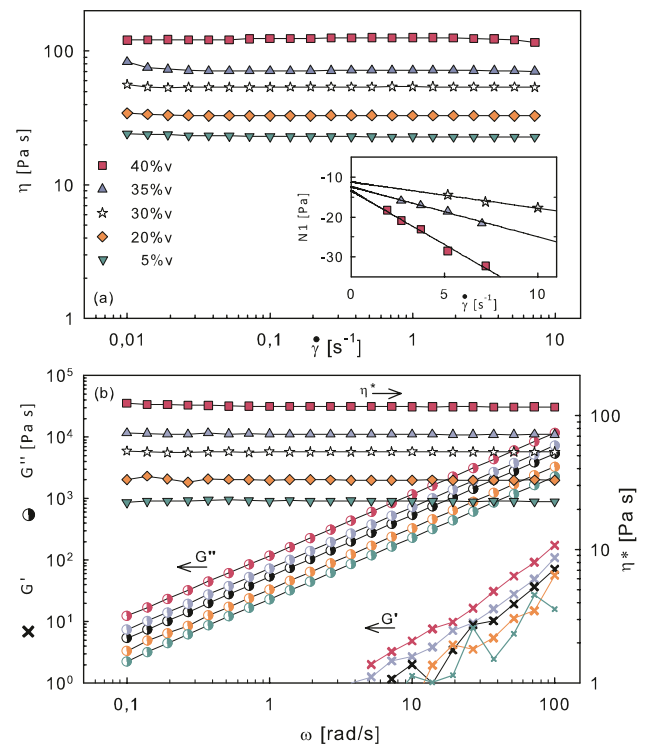 100
10
1
η [Pa s]
40%v
35%v
30%v
20%v
5%v
(a)
-10
-20
-30
N1 [Pa]
0
5
10
γ̇ [s⁻¹]
0,01
0,1
1
10
γ̇ [s⁻¹]
(b)
η*
10⁵
10⁴
10³
10²
10¹
10⁰
G' G'' [Pa s]
G''
G'
100
10
1
η* [Pa s]
0,1
1
10
100
ω [rad/s]